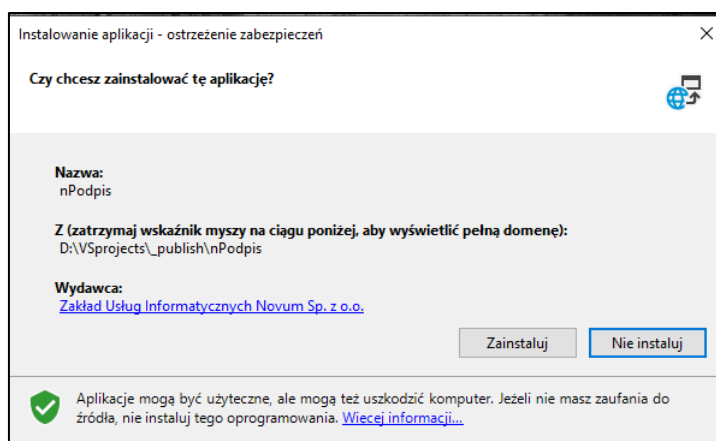 Instalowanie aplikacji - ostrzeżenie zabezpieczeń
Czy chcesz zainstalować tę aplikację?
Nazwa:
nPodpis
Z (zatrzymaj wskaźnik myszy na ciągu poniżej, aby wyświetlić pełną domenę):
D:\VSprojects\_publish\nPodpis
Wydawca:
Zakład Usług Informatycznych Novum Sp. z o.o.
Zainstaluj
Nie instaluj
Aplikacje mogą być użyteczne, ale mogą też uszkodzić komputer. Jeżeli nie masz zaufania do
źródła, nie instaluj tego oprogramowania. Więcej informacji...